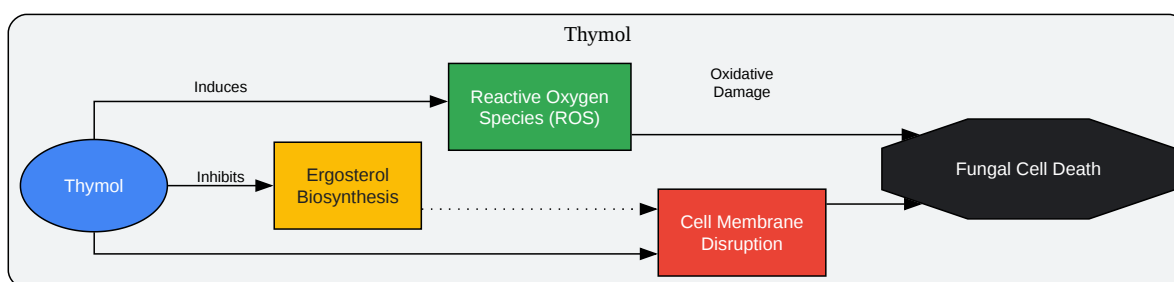 Thymol
Induces
Reactive Oxygen
Species (ROS)
Oxidative
Damage
Thymol
Inhibits
Ergosterol
Biosynthesis
Cell Membrane
Disruption
Fungal Cell Death